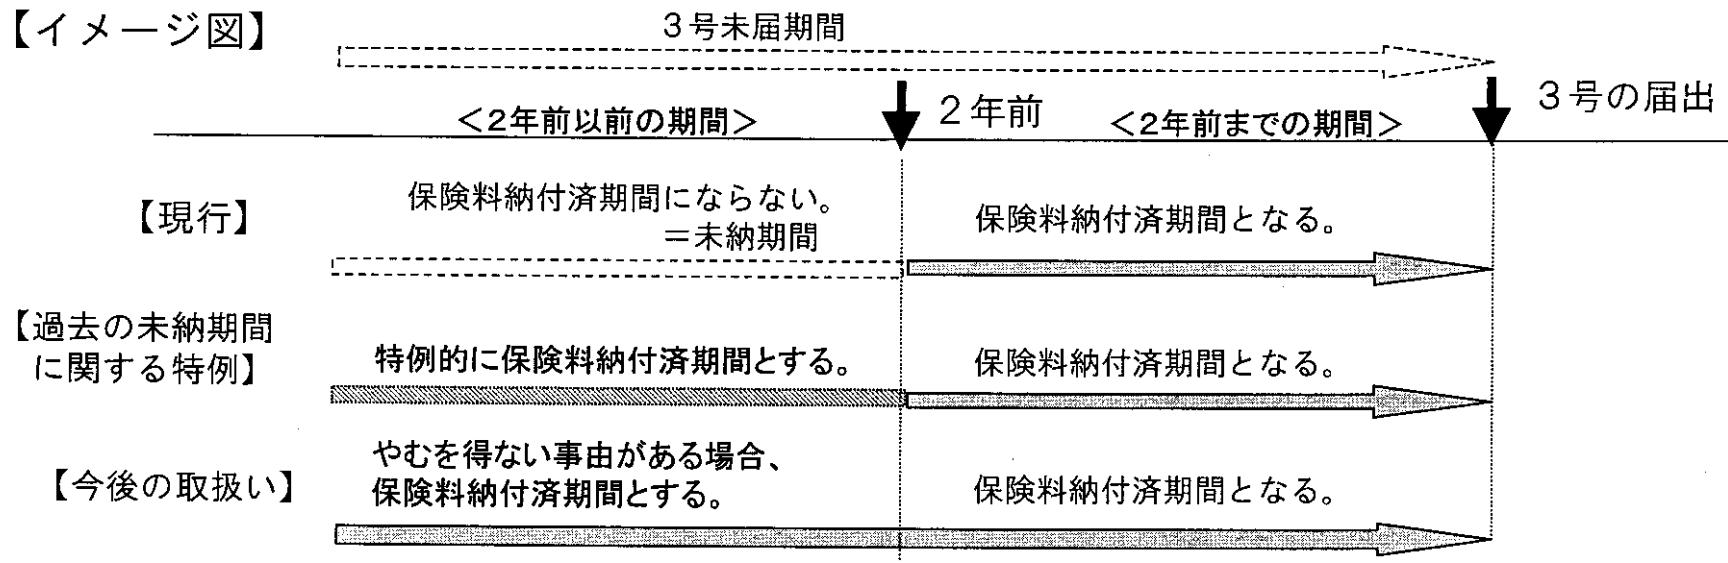 【イメージ図】
３号未届期間
３号の届出
＜２年前以前の期間＞
２年前
＜２年前までの期間＞
【現行】
保険料納付済期間にならない。
＝未納期間
保険料納付済期間となる。
【過去の未納期間
に関する特例】
特例的に保険料納付済期間とする。
保険料納付済期間となる。
【今後の取扱い】
やむを得ない事由がある場合、
保険料納付済期間とする。
保険料納付済期間となる。